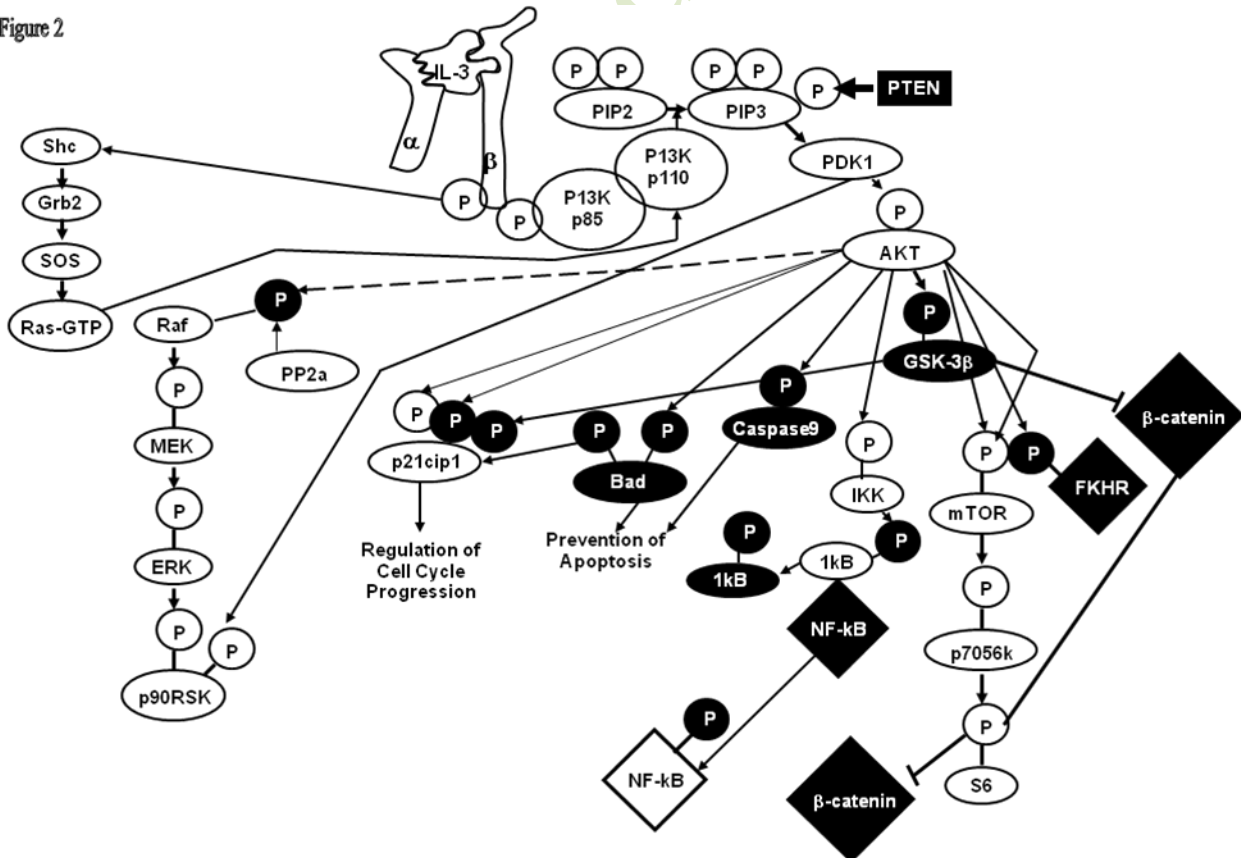 Figure 2
IL-3
α
β
P
P
P P
PIP2
P P
PIP3
P
PTEN
Shc
Grb2
SOS
Ras-GTP
P13K
p85
P13K
p110
PDK1
P
AKT
Raf
P
PP2a
P
MEK
P
ERK
P
P
p90RSK
P
P
P
p21cip1
Regulation of
Cell Cycle
Progression
P
P
Bad
Prevention of
Apoptosis
P
Caspase9
P
GSK-3β
β-catenin
P
IKK
P
1kB
P
1kB
NF-kB
P
NF-kB
P
P
FKHR
mTOR
P
p7056k
P
S6
β-catenin